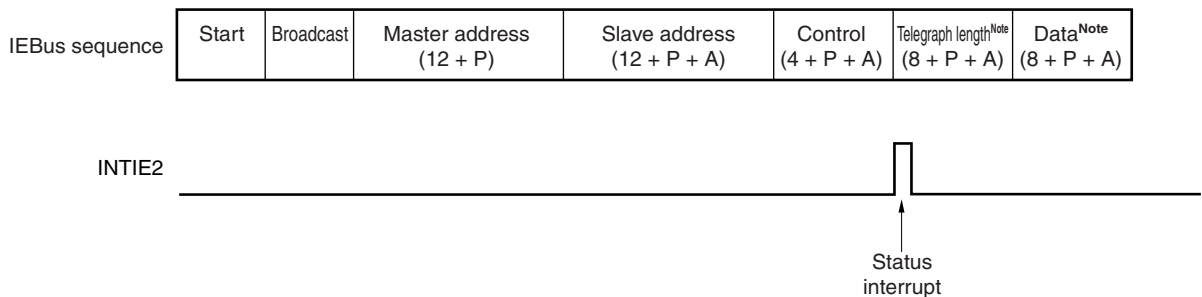 IEBus sequence
Start
Broadcast
Master address
(12 + P)
Slave address
(12 + P + A)
Control
(4 + P + A)
Telegraph lengthNote
(8 + P + A)
DataNote
(8 + P + A)
INTIE2
Status
interrupt